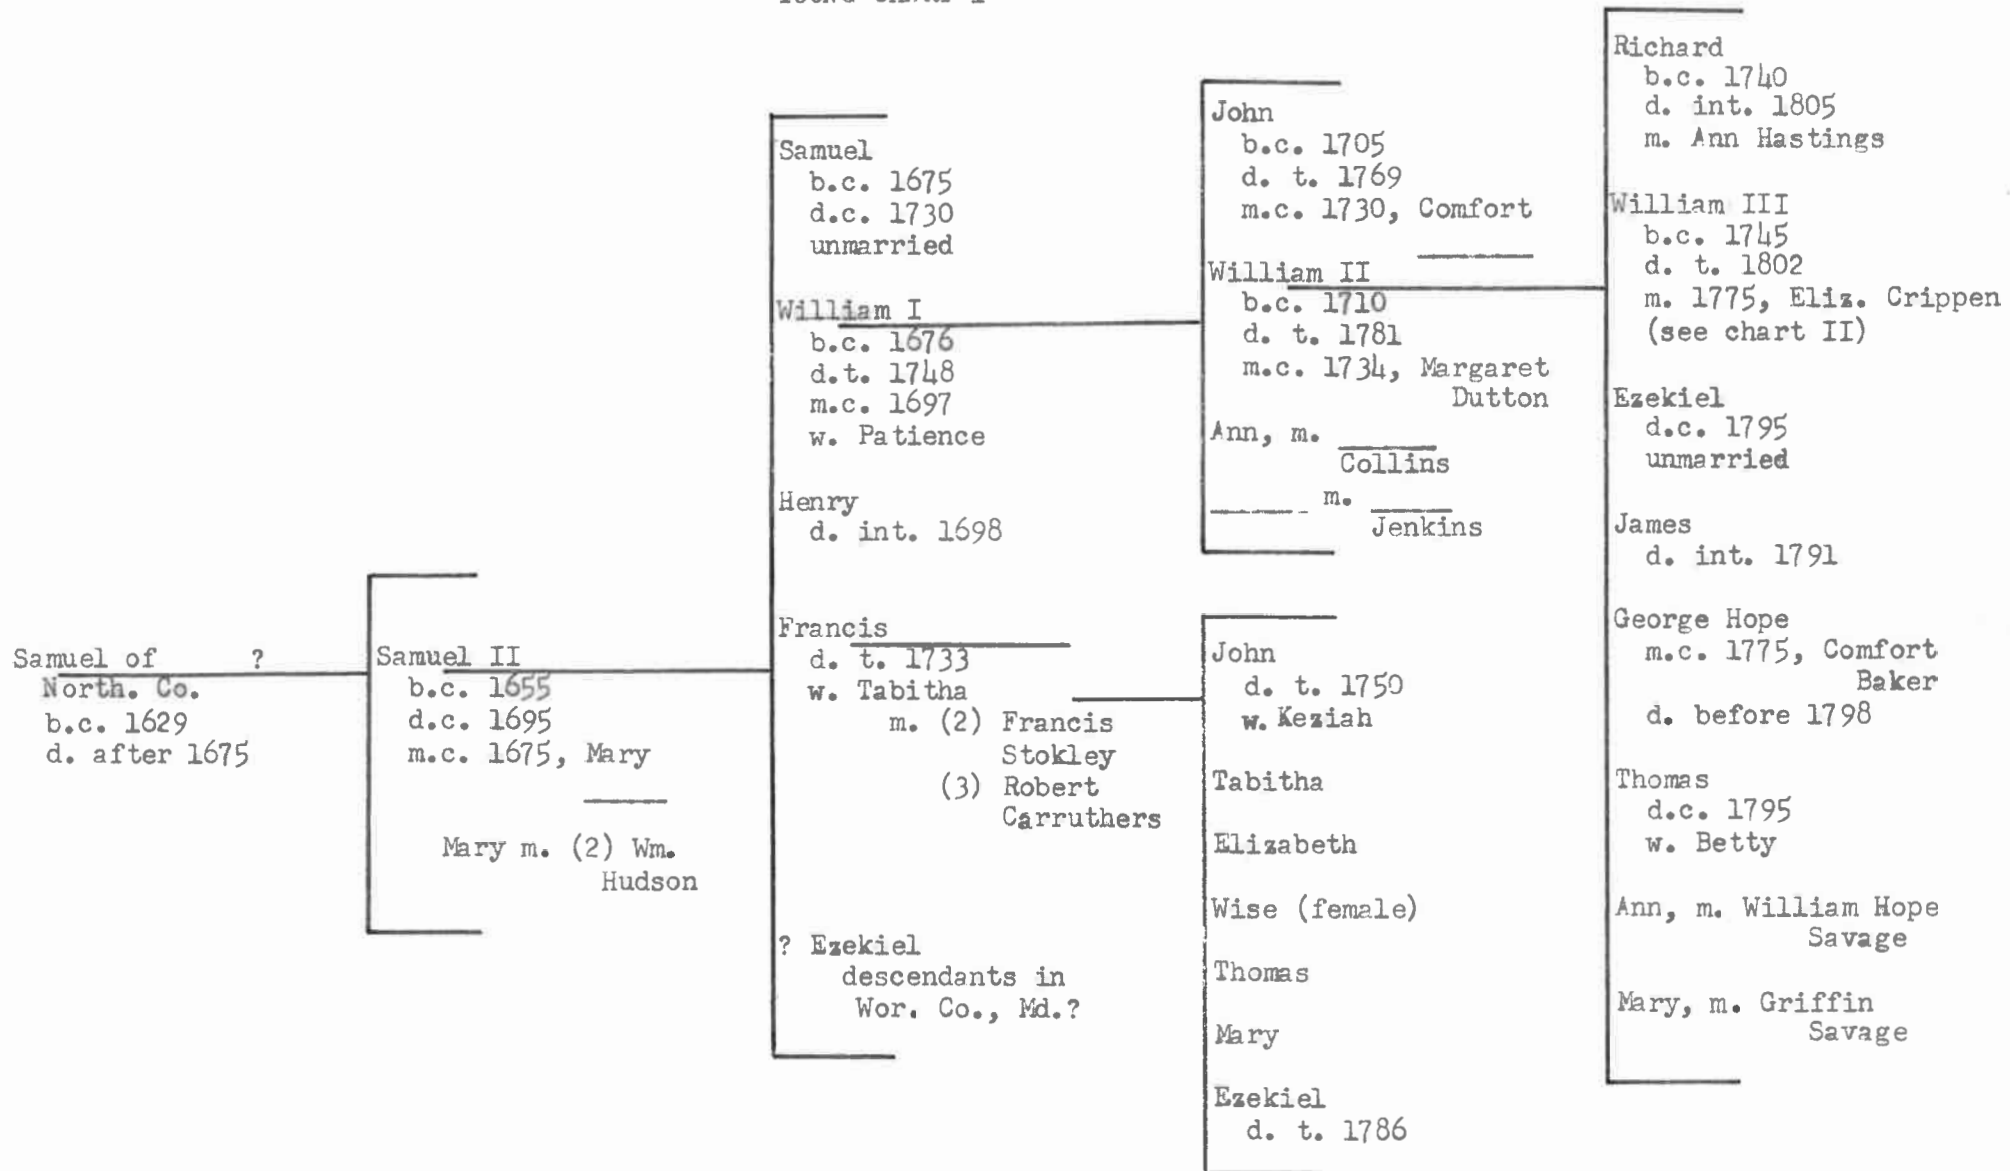 Samuel of ?
North. Co.
b.c. 1629
d. after 1675
Samuel II
b.c. 1655
d.c. 1695
m.c. 1675, Mary
Mary m. (2) Wm.
Hudson
Samuel
b.c. 1675
d.c. 1730
unmarried
William I
b.c. 1676
d.t. 1748
m.c. 1697
w. Patience
Henry
d. int. 1698
Francis
d. t. 1733
w. Tabitha
m. (2) Francis
Stokley
(3) Robert
Carruthers
? Ezekiel
descendants in
Wor. Co., Md.?
John
b.c. 1705
d. t. 1769
m.c. 1730, Comfort
William II
b.c. 1710
d. t. 1781
m.c. 1734, Margaret
Dutton
Ann, m.
Collins
m.
Jenkins
John
d. t. 1750
w. Keziah
Tabitha
Elizabeth
Wise (female)
Thomas
Mary
Ezekiel
d. t. 1786
Richard
b.c. 1740
d. int. 1805
m. Ann Hastings
William III
b.c. 1745
d. t. 1802
m. 1775, Eliz. Crippen
(see chart II)
Ezekiel
d.c. 1795
unmarried
James
d. int. 1791
George Hope
m.c. 1775, Comfort
Baker
d. before 1798
Thomas
d.c. 1795
w. Betty
Ann, m. William Hope
Savage
Mary, m. Griffin
Savage